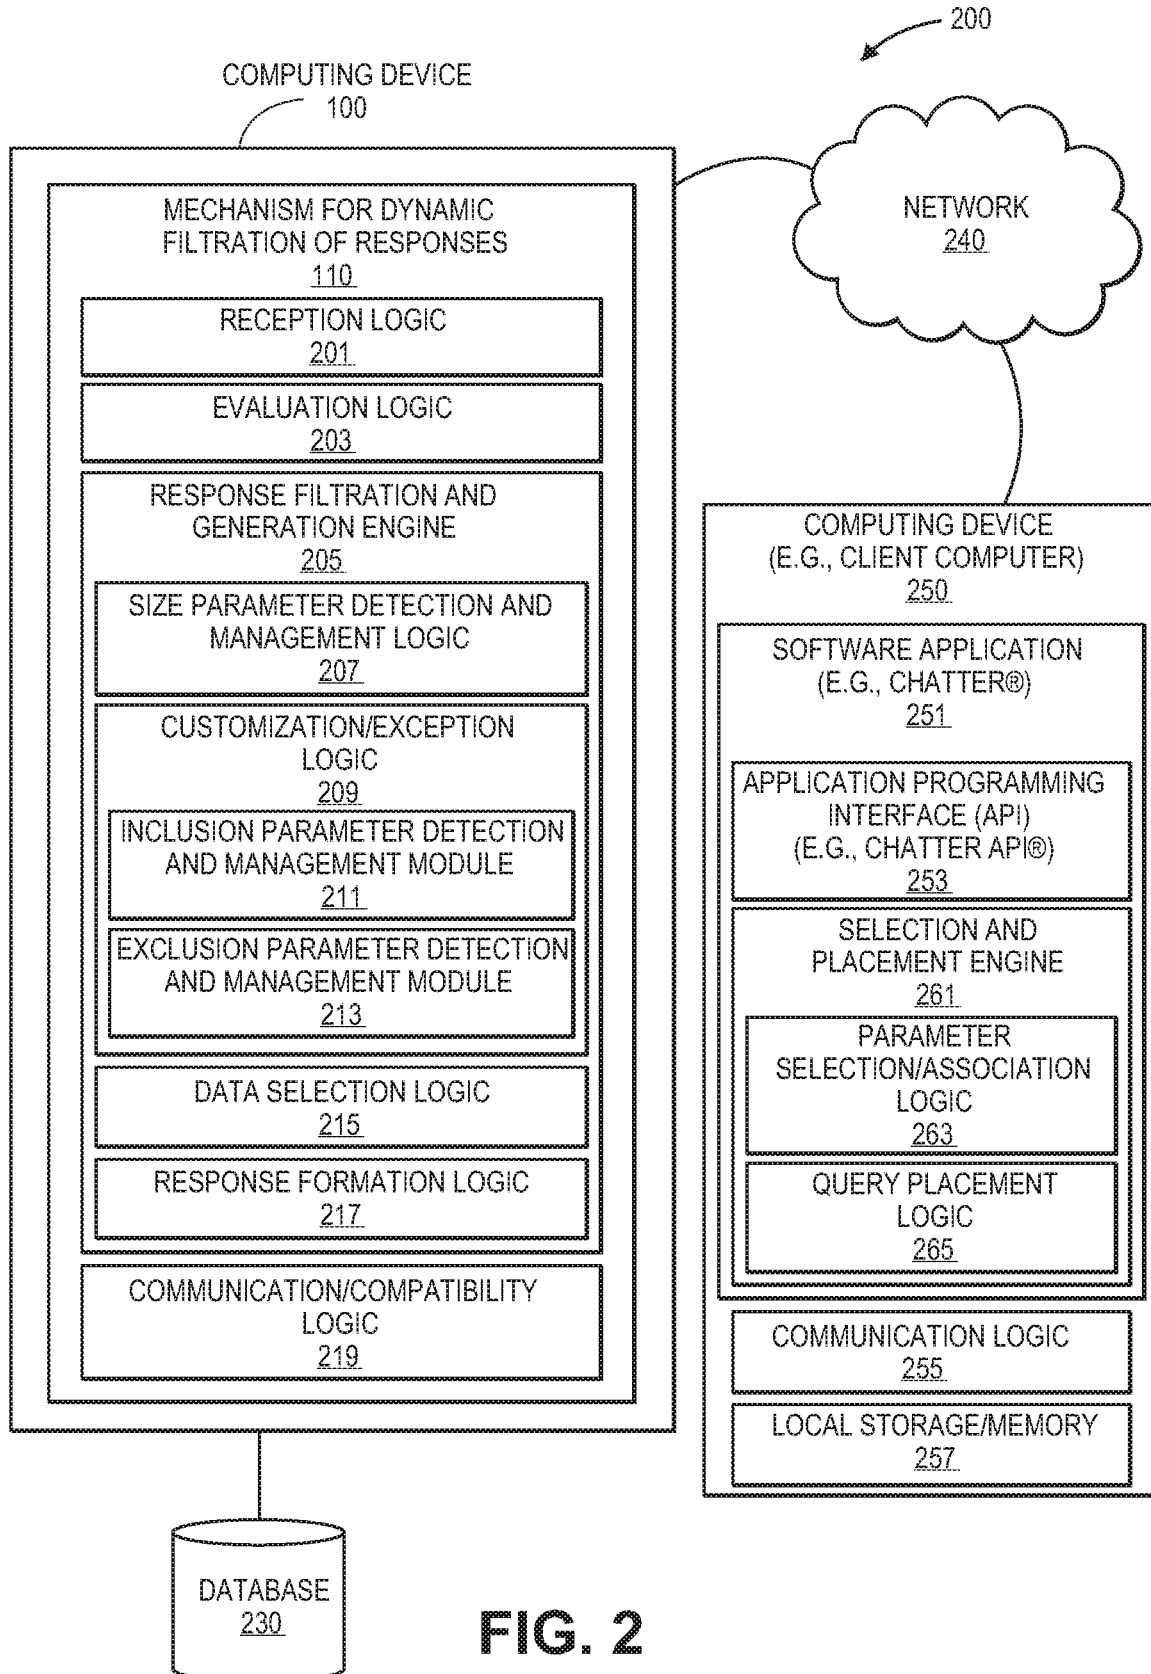 200
COMPUTING DEVICE
100
MECHANISM FOR DYNAMIC
FILTRATION OF RESPONSES
110
RECEPTION LOGIC
201
EVALUATION LOGIC
203
RESPONSE FILTRATION AND
GENERATION ENGINE
205
SIZE PARAMETER DETECTION AND
MANAGEMENT LOGIC
207
CUSTOMIZATION/EXCEPTION
LOGIC
209
INCLUSION PARAMETER DETECTION
AND MANAGEMENT MODULE
211
EXCLUSION PARAMETER DETECTION
AND MANAGEMENT MODULE
213
DATA SELECTION LOGIC
215
RESPONSE FORMATION LOGIC
217
COMMUNICATION/COMPATIBILITY
LOGIC
219
DATABASE
230
NETWORK
240
COMPUTING DEVICE
(E.G., CLIENT COMPUTER)
250
SOFTWARE APPLICATION
(E.G., CHATTER®)
251
APPLICATION PROGRAMMING
INTERFACE (API)
(E.G., CHATTER API®)
253
SELECTION AND
PLACEMENT ENGINE
261
PARAMETER
SELECTION/ASSOCIATION
LOGIC
263
QUERY PLACEMENT
LOGIC
265
COMMUNICATION LOGIC
255
LOCAL STORAGE/MEMORY
257
FIG. 2